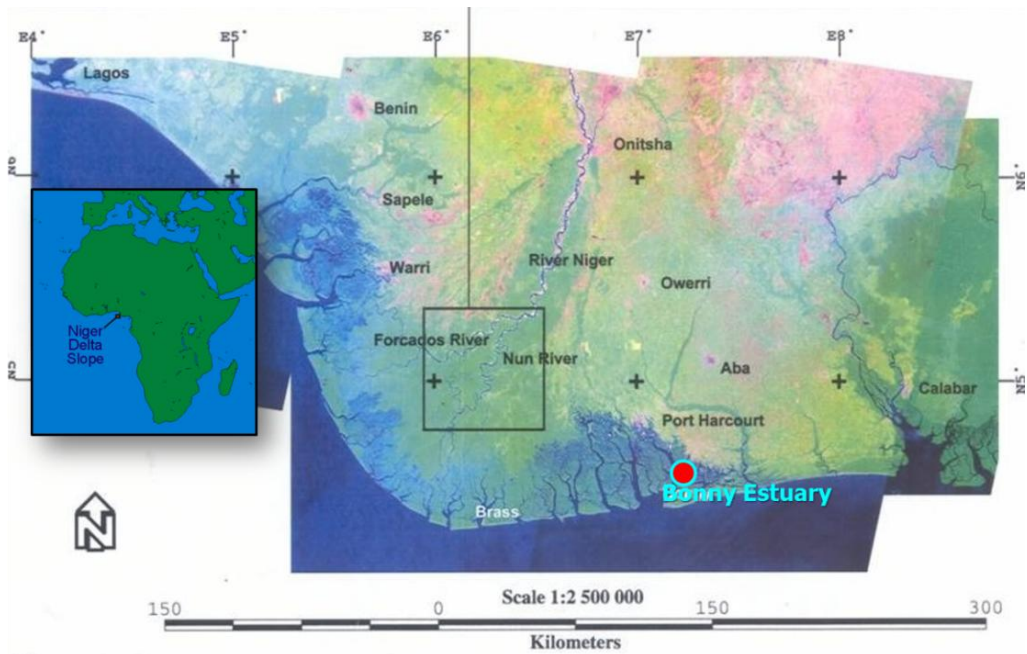 E4° E5° E6° E7° E8°
Lagos
Benin
Onitsha
N6° N6°
Sapele
Warri
River Niger
Owerri
Niger
Delta
Slope
Forcados River
Nun River
Aba
N5° N5°
Calabar
Port Harcourt
Bonny Estuary
Brass
N
Scale 1:2 500 000
150 0 150 300
Kilometers